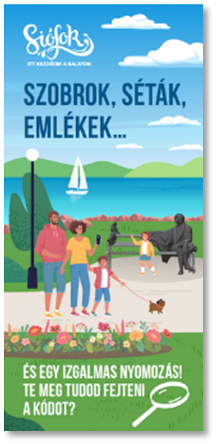 Siófok
ITT KEZDŐDIK A BALATON
SZOBROK, SÉTÁK,
EMLÉKEK...
ÉS EGY IZGALMAS NYOMOZÁS!
TE MEG TUDOD FEJTENI
A KÓDOT?